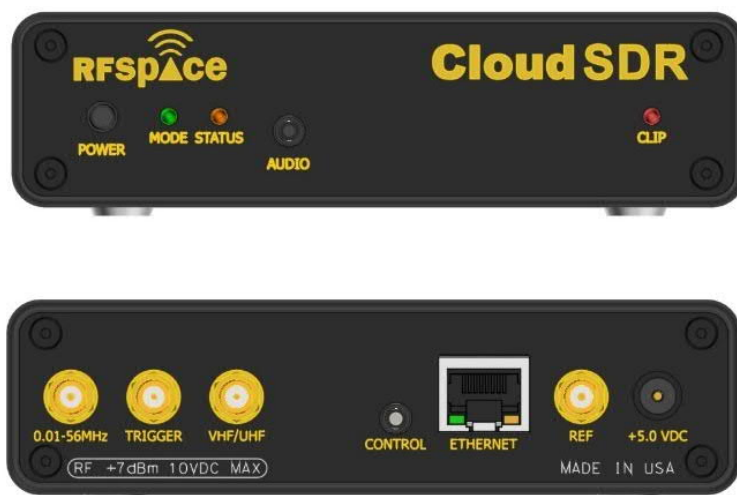 RFSPACE
Cloud SDR
POWER
MODE STATUS
AUDIO
CLIP
0.01-56MHz TRIGGER VHF/UHF
CONTROL ETHERNET REF +5.0 VDC
RF +7dBm 10VDC MAX
MADE IN USA